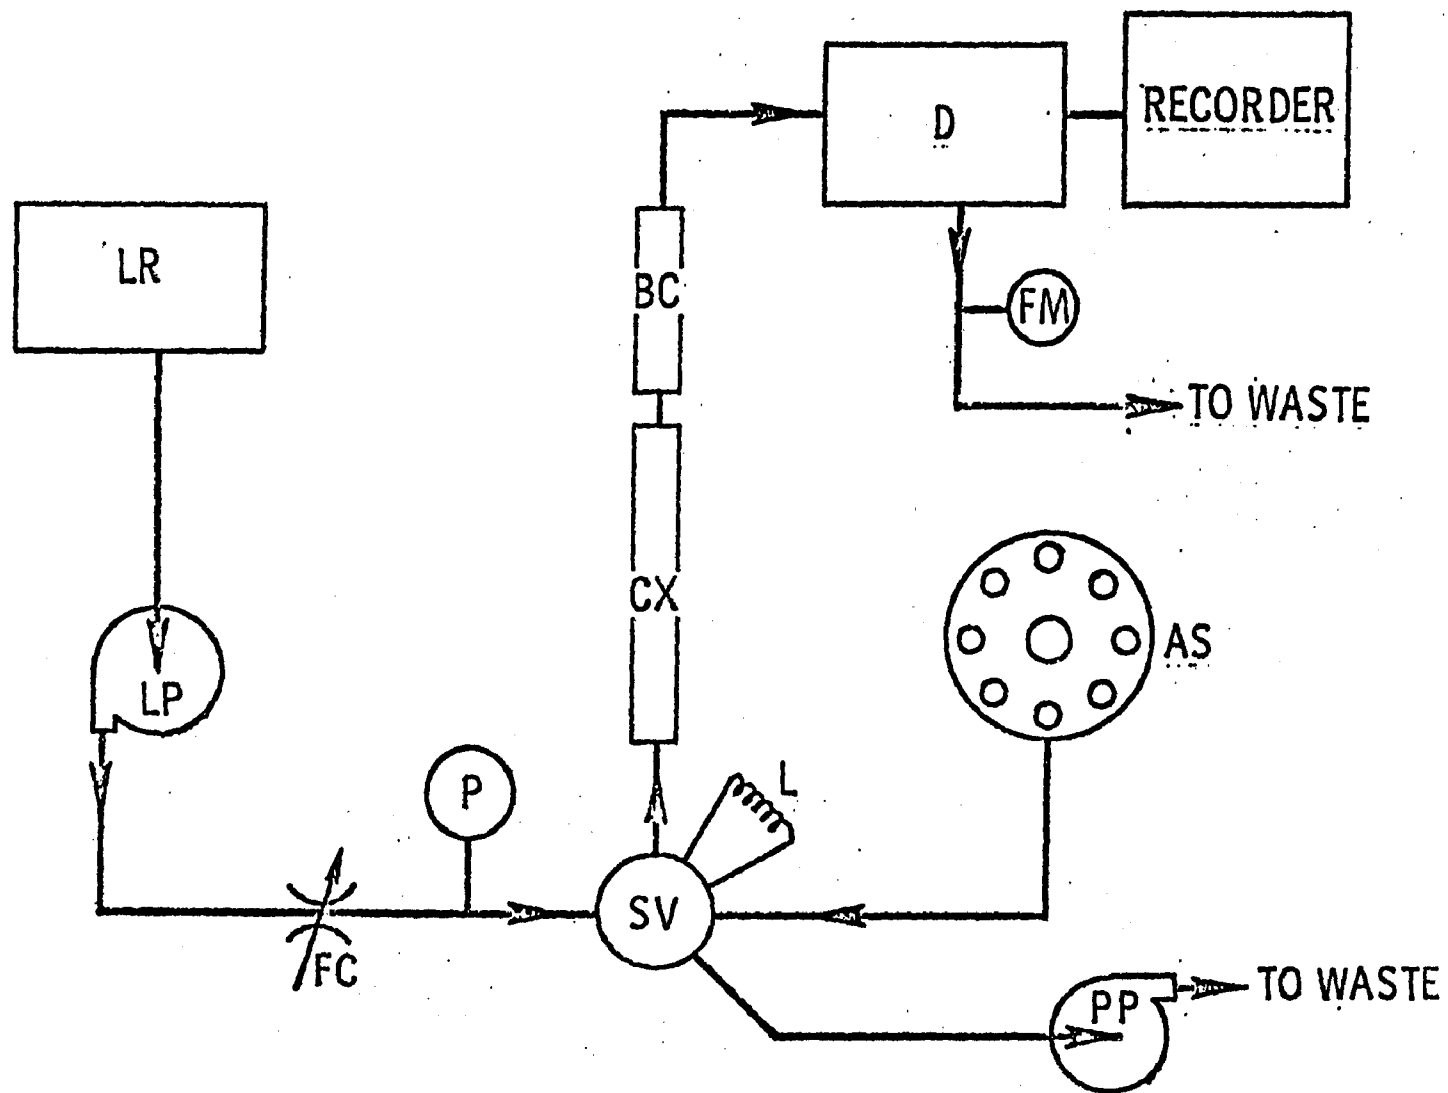 RECORDER
D
LR
BC
FM
TO WASTE
CX
AS
LP
P
L
SV
FC
PP
TO WASTE